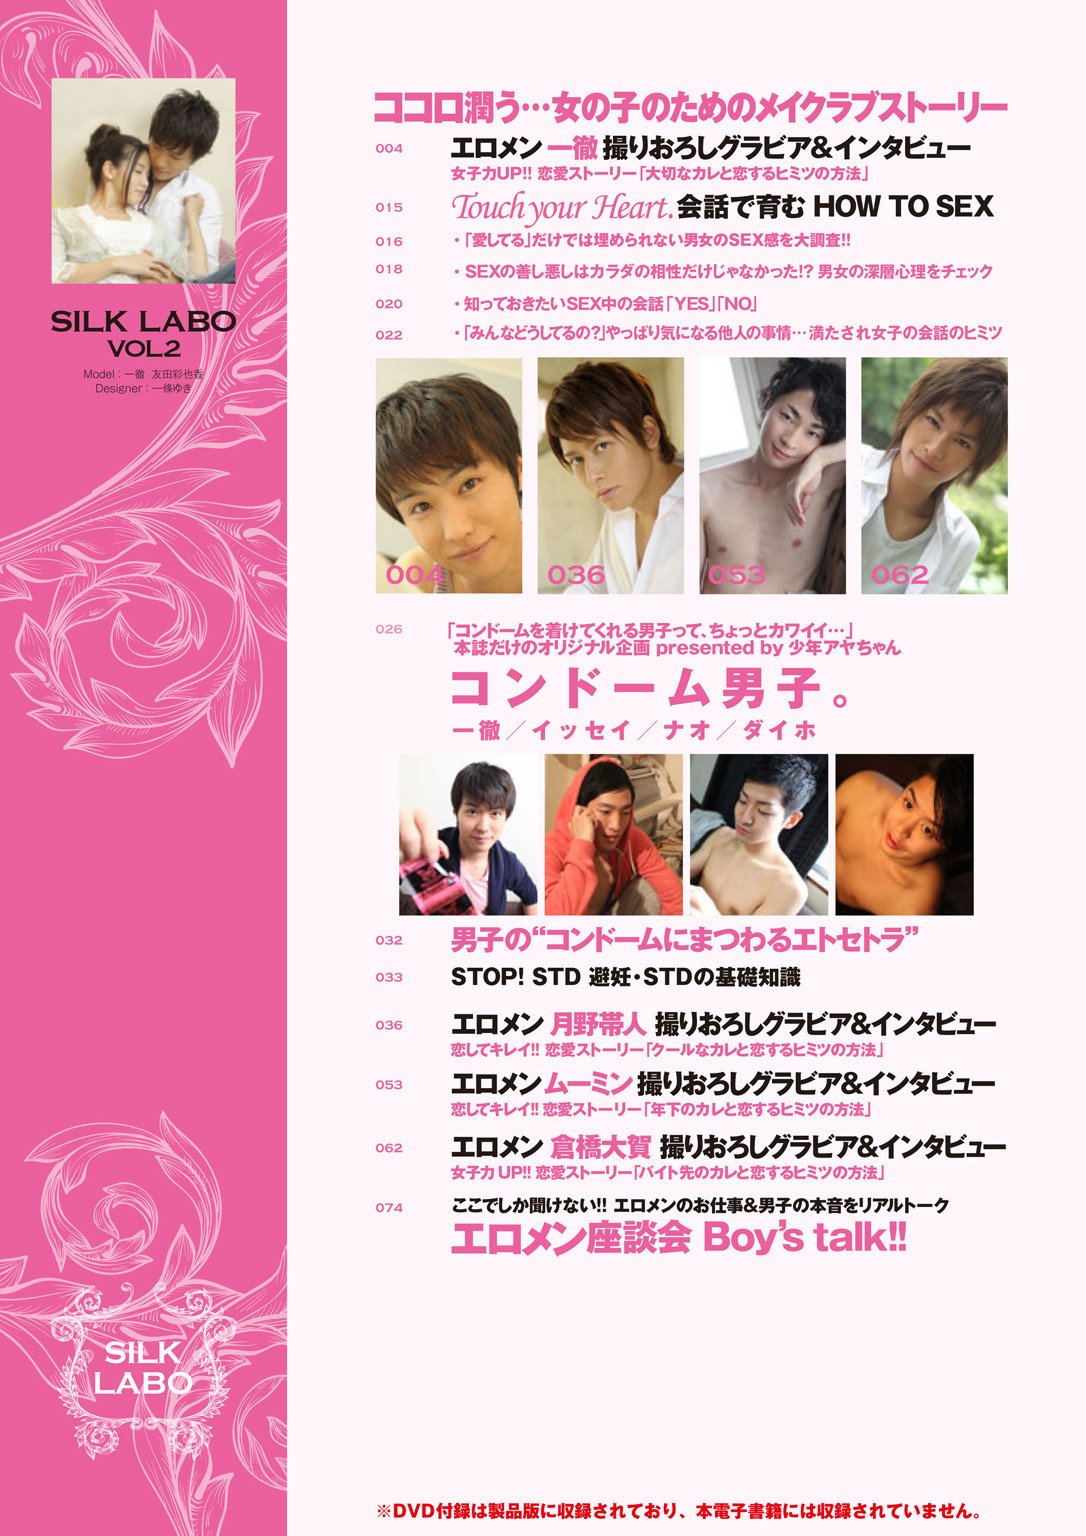 SILK LABO
VOL2
Model：一徹 友田彩也香
Designer：一條ゆき
ココロ潤う…女の子のためのメイクラブストーリー
004 エロメン 一徹 撮りおろしグラビア&インタビュー
女子力UP!! 恋愛ストーリー「大切なカレと恋するヒミツの方法」
015 Touch your Heart. 会話で育む HOW TO SEX
016 ・「愛してる」だけでは埋められない男女のSEX感を大調査!!
018 ・SEXの善し悪しはカラダの相性だけじゃなかった!? 男女の深層心理をチェック
020 ・知っておきたいSEX中の会話「YES」「NO」
022 ・「みんなどうしてるの?」やっぱり気になる他人の事情…満たされ女子の会話のヒミツ
004 036 053 062
026 「コンドームを着けてくれる男子って、ちょっとカワイイ…」
本誌だけのオリジナル企画 presented by 少年アヤちゃん
コンドーム男子。
一徹／イッセイ／ナオ／ダイホ
032 男子の“コンドームにまつわるエトセトラ”
033 STOP! STD 避妊・STDの基礎知識
036 エロメン 月野帯人 撮りおろしグラビア&インタビュー
恋してキレイ!! 恋愛ストーリー「クールなカレと恋するヒミツの方法」
053 エロメン ムーミン 撮りおろしグラビア&インタビュー
恋してキレイ!! 恋愛ストーリー「年下のカレと恋するヒミツの方法」
062 エロメン 倉橋大賀 撮りおろしグラビア&インタビュー
女子力UP!! 恋愛ストーリー「バイト先のカレと恋するヒミツの方法」
074 ここでしか聞けない!! エロメンのお仕事&男子の本音をリアルトーク
エロメン座談会 Boy’s talk!!
SILK
LABO
※DVD付録は製品版に収録されており、本電子書籍には収録されていません。